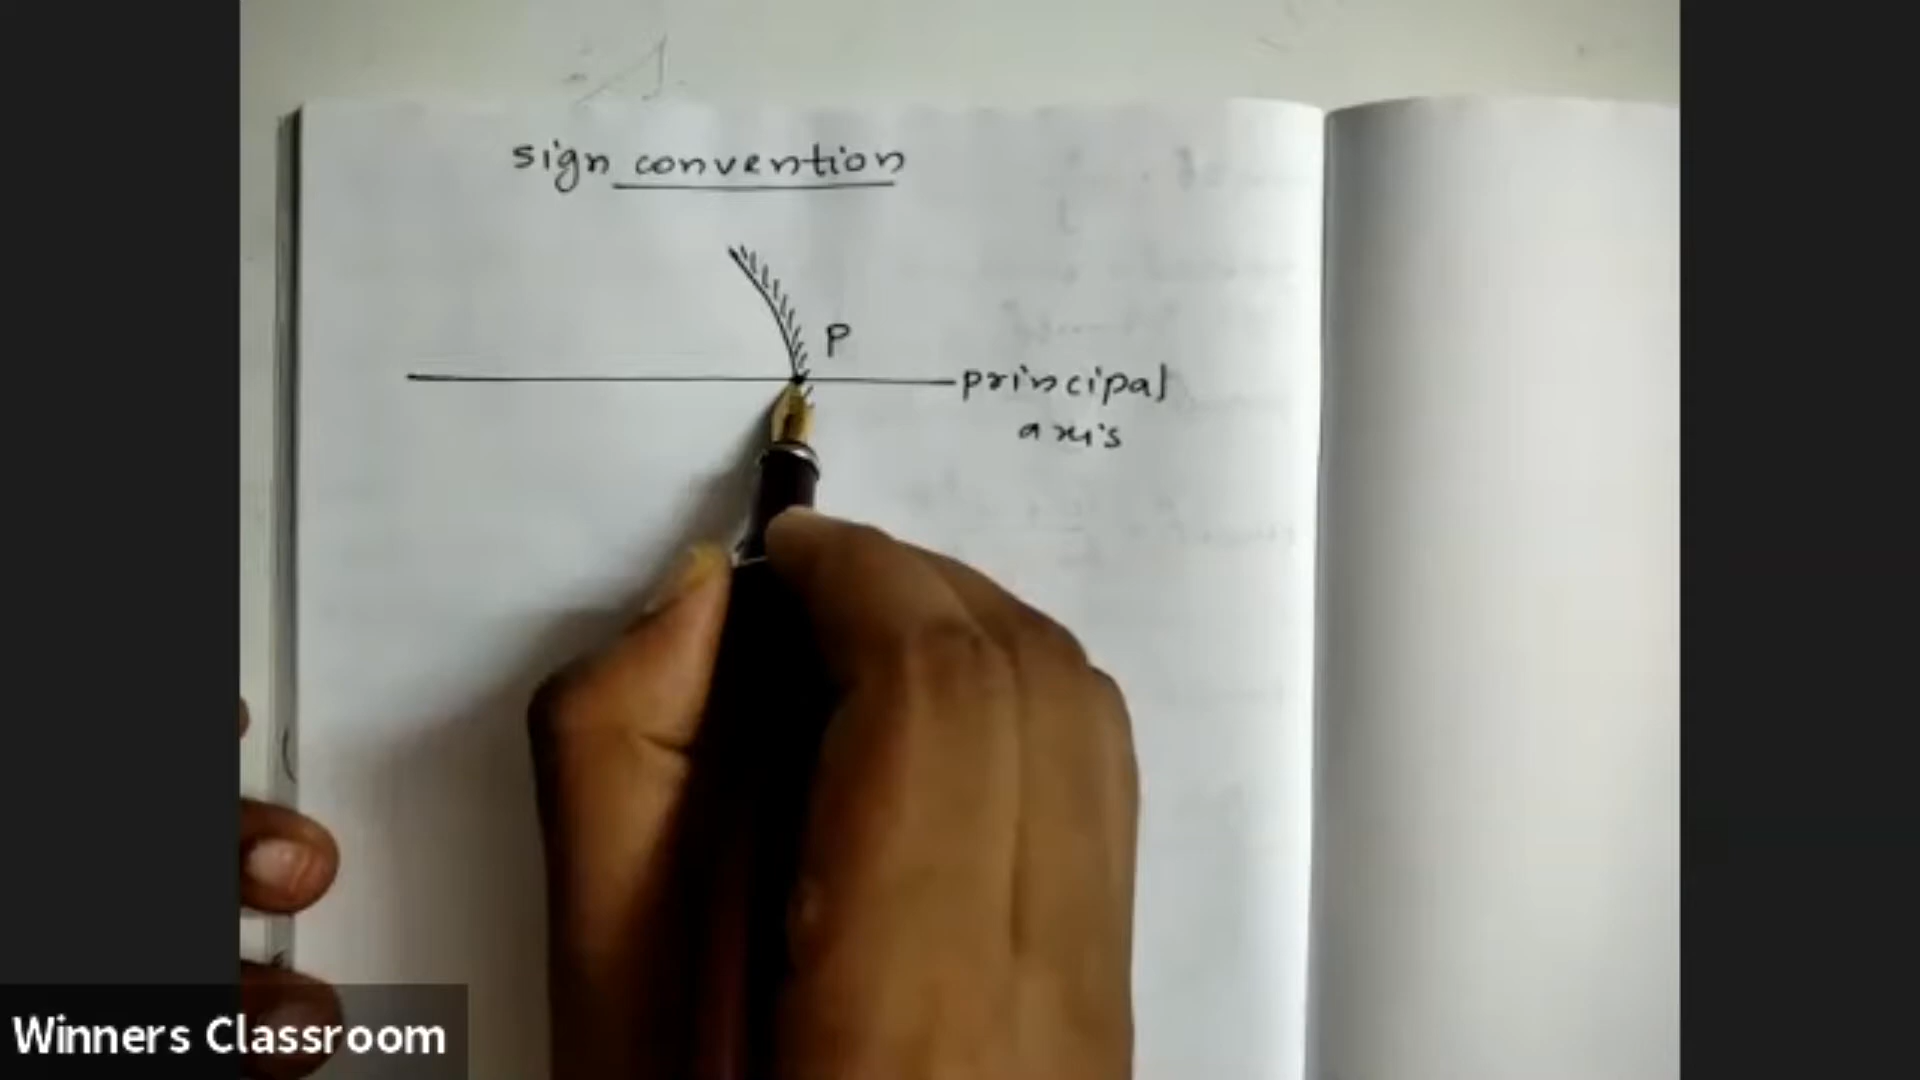 sign convention
P
principal
axis
Winners Classroom